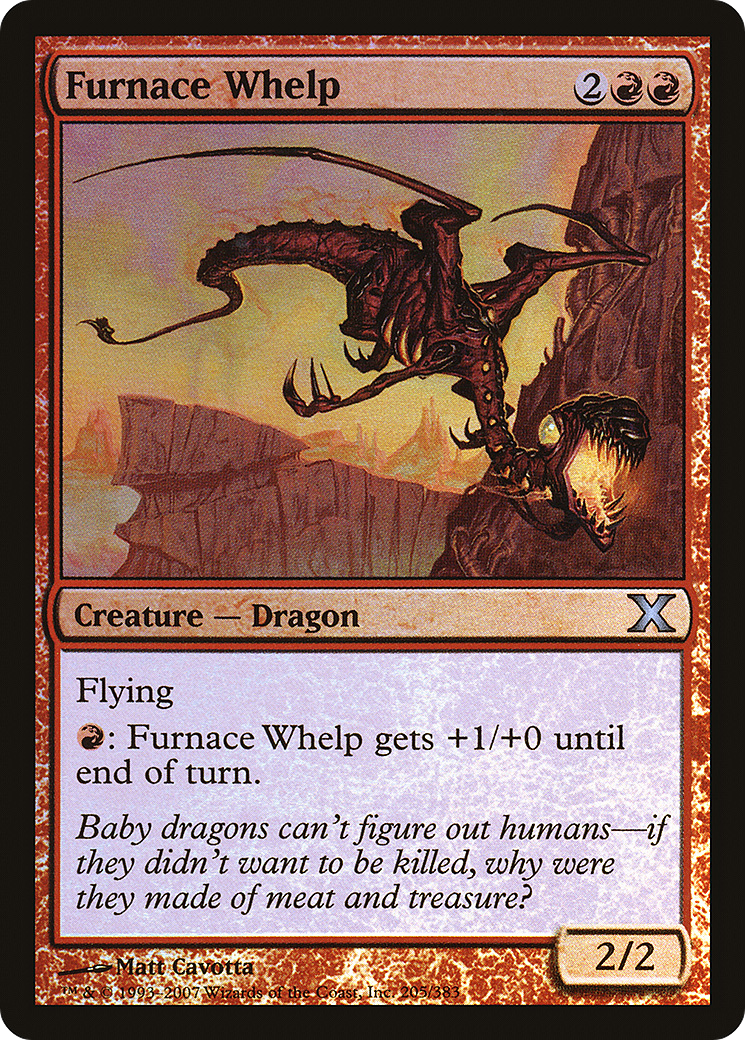 Furnace Whelp 2
Creature — Dragon X
Flying
: Furnace Whelp gets +1/+0 until
end of turn.
Baby dragons can't figure out humans—if
they didn't want to be killed, why were
they made of meat and treasure?
2/2
Matt Cavotta
™ & © 1993–2007 Wizards of the Coast, Inc. 205/383